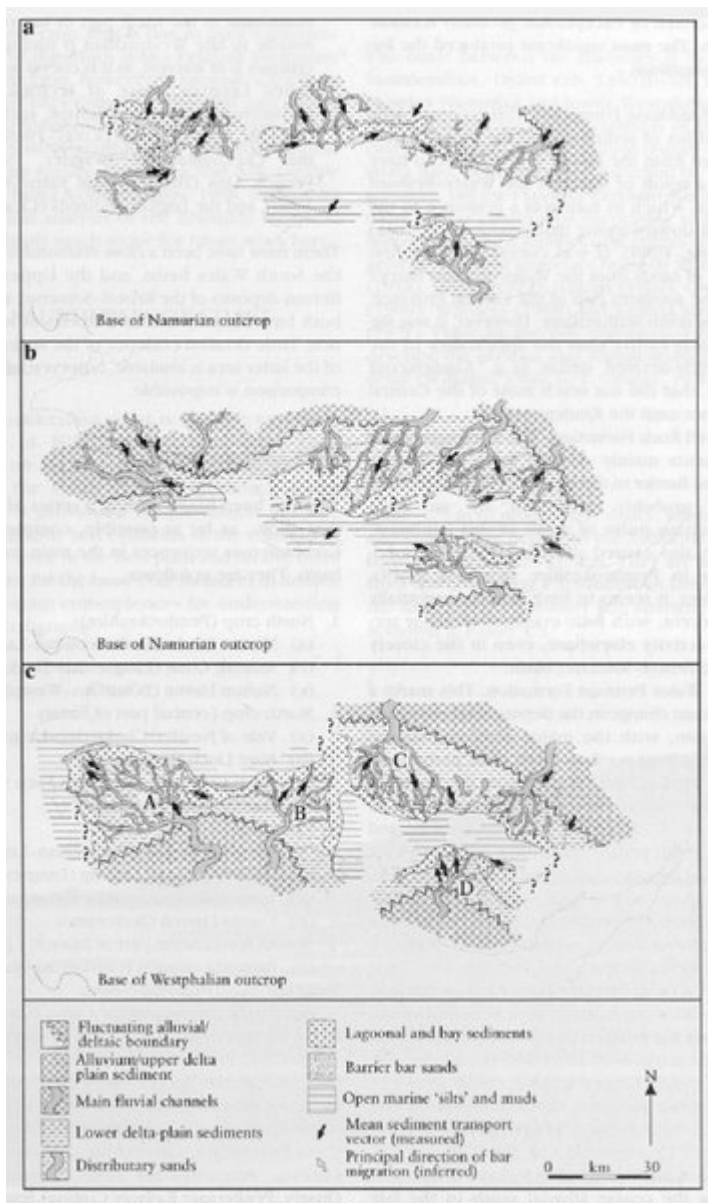 a
?
?
?
?
?
?
?
?
?
Base of Namurian outcrop
b
?
?
?
?
?
?
?
?
?
?
Base of Namurian outcrop
c
?
?
?
?
?
?
?
?
?
?
A
B
C
D
Base of Westphalian outcrop
Fluctuating alluvial/
deltaic boundary
Alluvium/upper delta
plain sediment
Main fluvial channels
Lower delta-plain sediments
Distributary sands
Lagoonal and bay sediments
Barrier bar sands
Open marine 'silts' and muds
Mean sediment transport
vector (measured)
Principal direction of bar
migration (inferred)
N
0 km 30